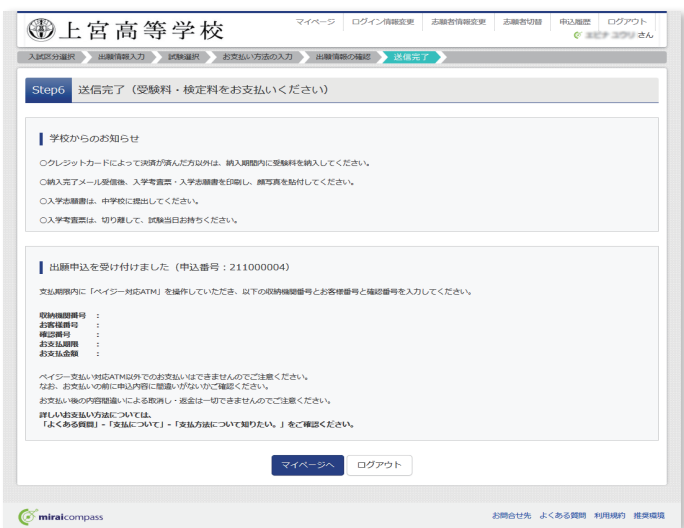 上宮高等学校
マイページ ログイン情報変更 志願者情報変更 志願者切替 申込履歴 ログアウト
さん
入試区分選択 出願情報入力 試験選択 お支払い方法の入力 出願情報の確認 送信完了
Step6 送信完了（受験料・検定料をお支払いください）
学校からのお知らせ
○クレジットカードによって決済が済んだ方以外は、納入期間内に受験料を納入してください。
○納入完了メール受信後、入学考査票・入学志願書を印刷し、顔写真を貼付してください。
○入学志願書は、中学校に提出してください。
○入学考査票は、切り離して、試験当日お持ちください。
出願申込を受け付けました（申込番号：211000004）
支払期限内に「ペイジー対応ATM」を操作していただき、以下の収納機関番号とお客様番号と確認番号を入力してください。
収納機関番号 ：
お客様番号 ：
確認番号 ：
お支払期限 ：
お支払金額 ：
ペイジー支払い対応ATM以外でのお支払いはできませんのでご注意ください。
なお、お支払いの前に申込内容に間違いがないかご確認ください。
お支払い後の内容間違いによる取消し・返金は一切できませんのでご注意ください。
詳しいお支払い方法については、
「よくある質問」-「支払について」-「支払方法について知りたい。」をご確認ください。
マイページへ ログアウト
miraicompass
お問合せ先 よくある質問 利用規約 推奨環境